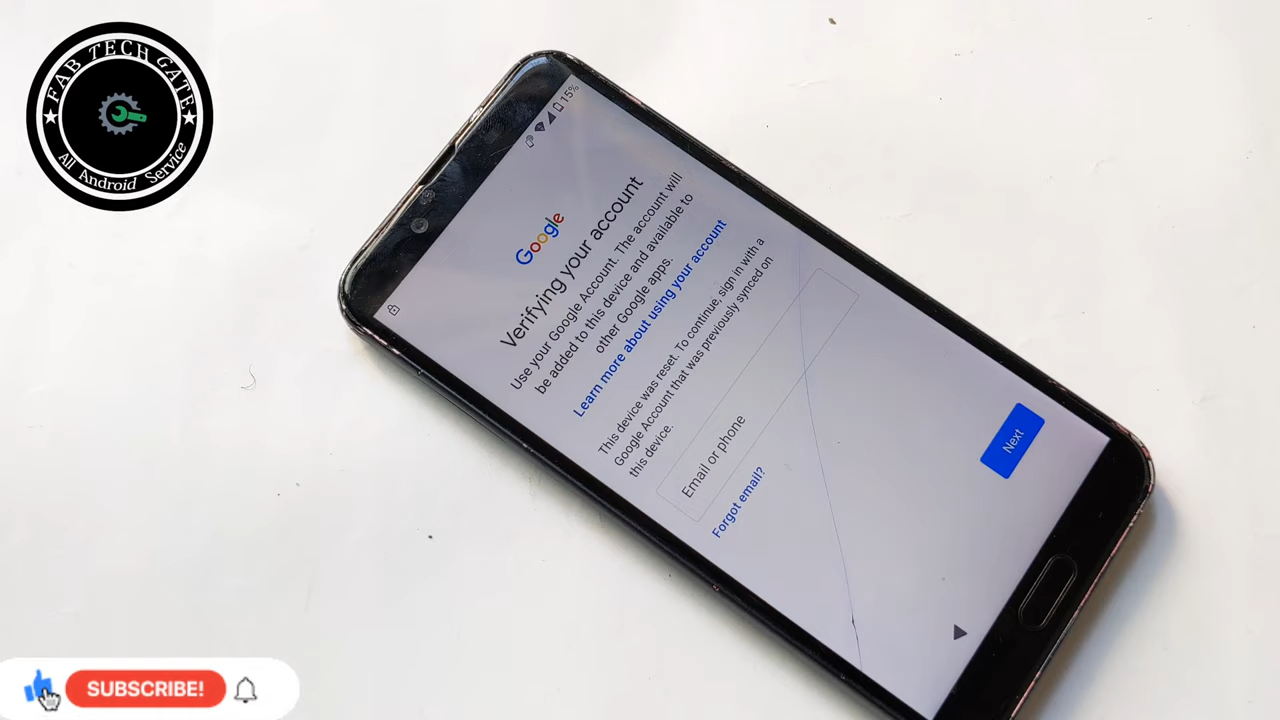 FAB TECH GATE
All Android Service
15%
Google
Verifying your account
Use your Google Account. The account will
be added to this device and available to
other Google apps.
Learn more about using your account
This device was reset. To continue, sign in with a
Google Account that was previously synced on
this device.
Email or phone
Forgot email?
Next
SUBSCRIBE!